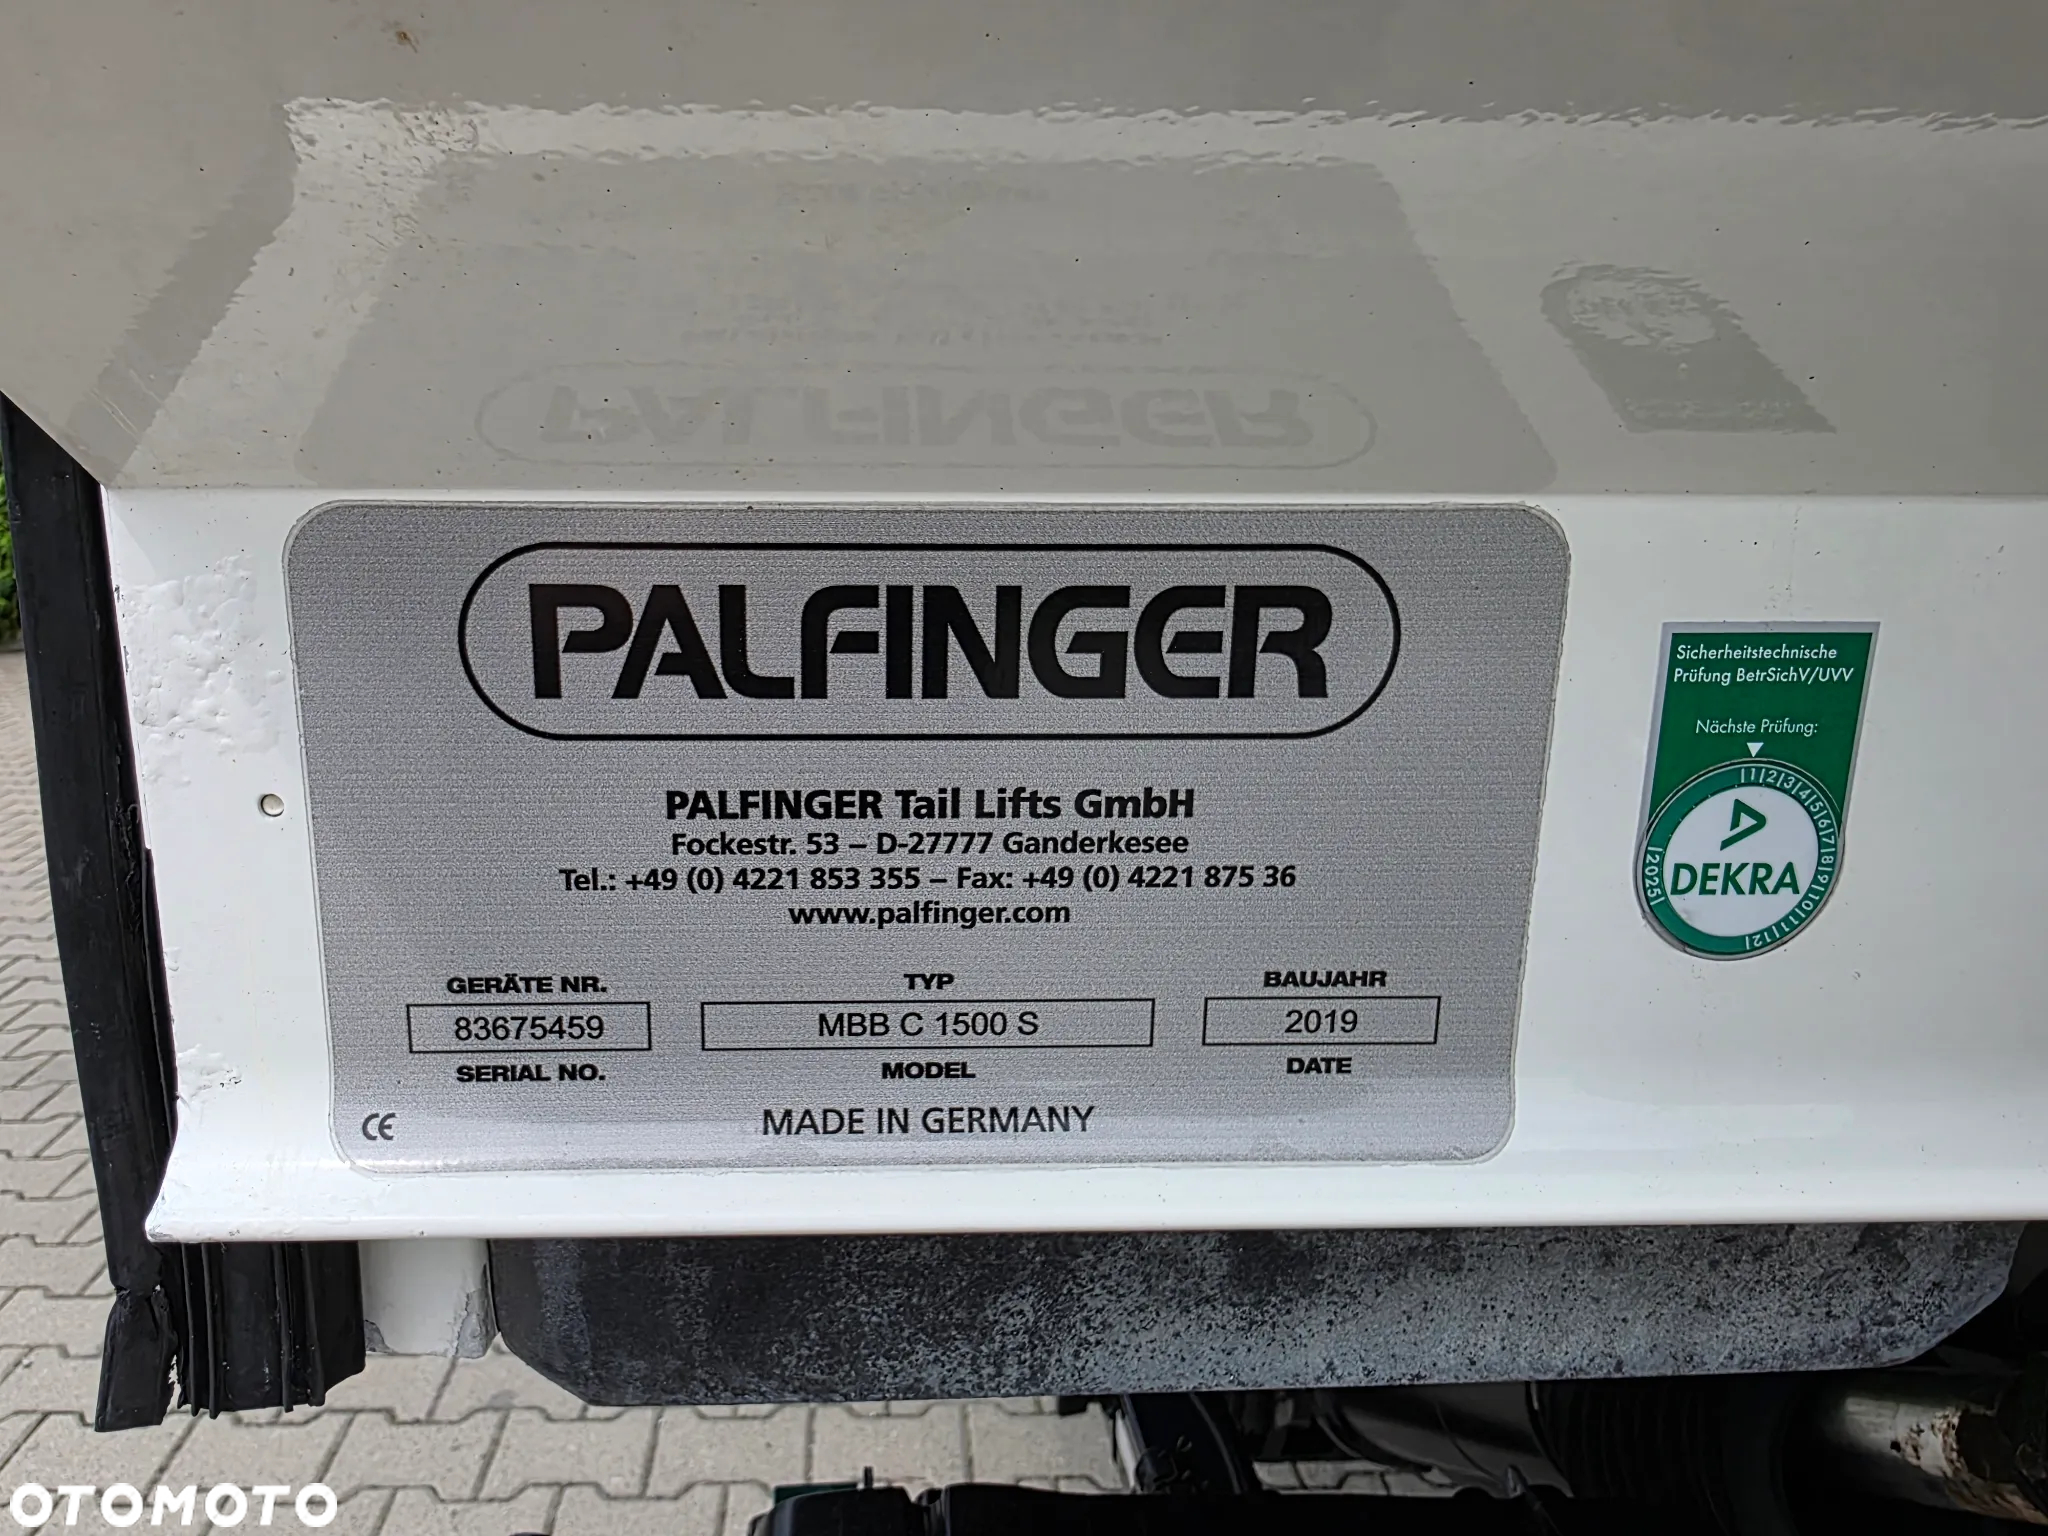 PALFINGER
PALFINGER Tail Lifts GmbH
Fockestr. 53 – D-27777 Ganderkesee
Tel.: +49 (0) 4221 853 355 – Fax: +49 (0) 4221 875 36
www.palfinger.com
GERÄTE NR. TYP BAUJAHR
83675459 MBB C 1500 S 2019
SERIAL NO. MODEL DATE
CE MADE IN GERMANY
Sicherheitstechnische
Prüfung BetrSichV/UVV
Nächste Prüfung:
|1|2|3|4|5|6|7|8|9|10|11|12|
|2025|
DEKRA
OTOMOTO